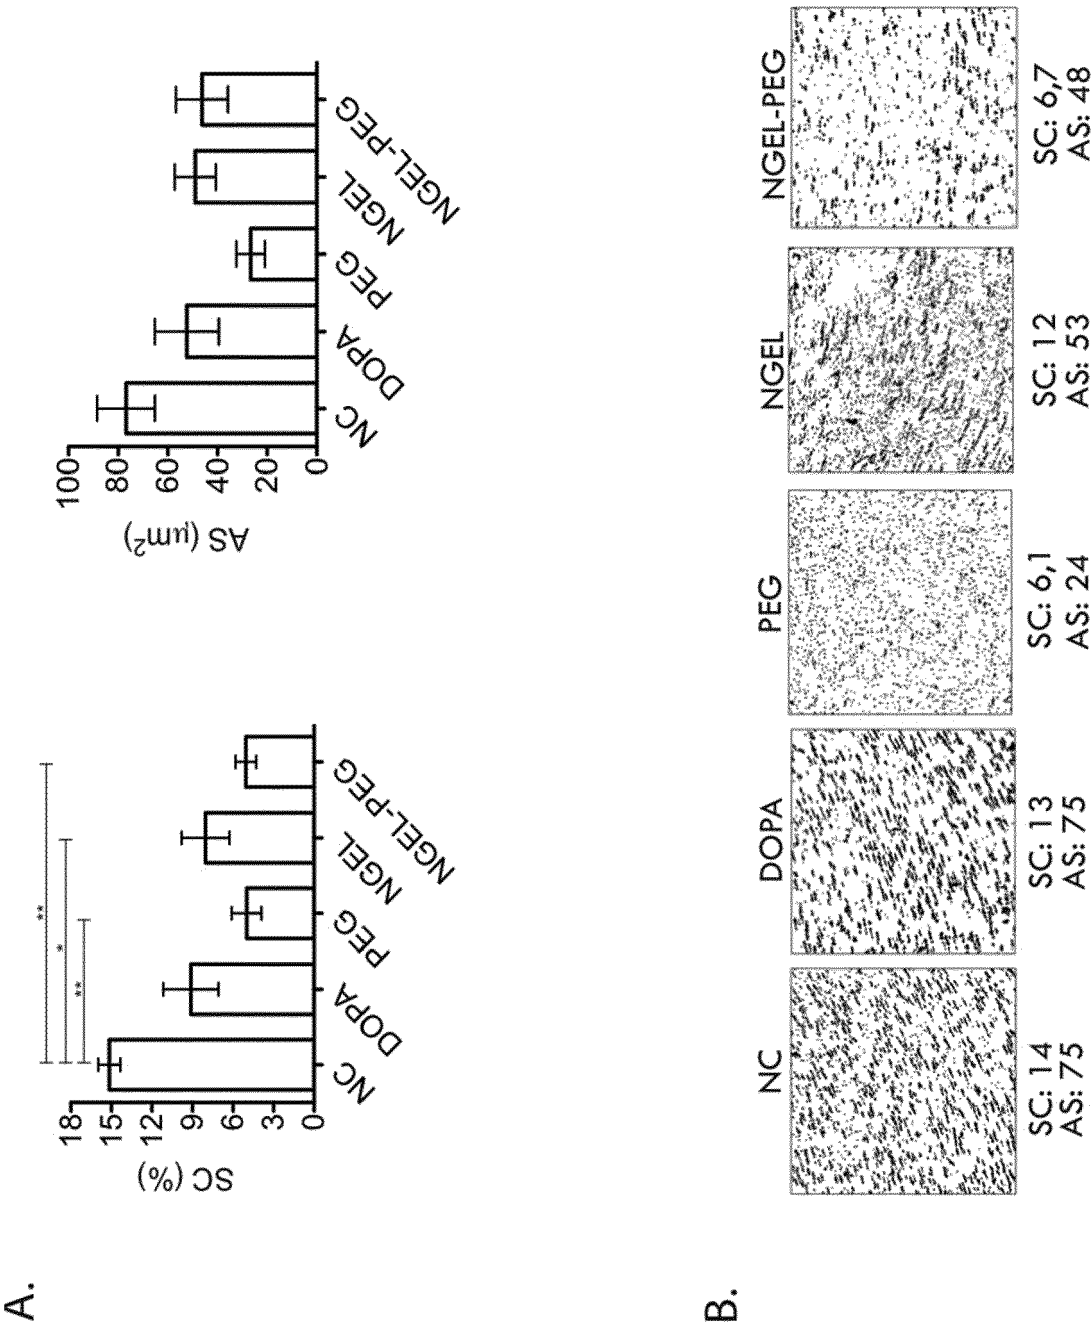 A.
**
*
**
SC (%)
18
15
12
9
6
3
0
NC
DOPA
PEG
NGEL
NGEL-PEG
AS (μm²)
100
80
60
40
20
0
NC
DOPA
PEG
NGEL
NGEL-PEG
B.
NC
DOPA
PEG
NGEL
NGEL-PEG
SC: 14
AS: 75
SC: 13
AS: 75
SC: 6,1
AS: 24
SC: 12
AS: 53
SC: 6,7
AS: 48